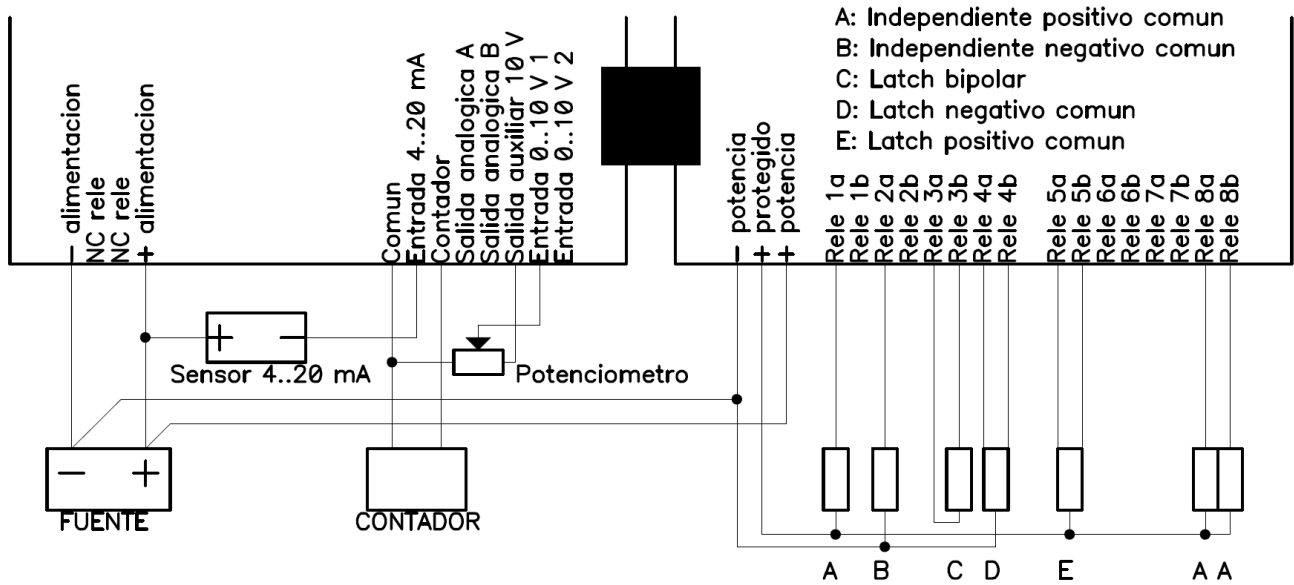 A: Independiente positivo comun
B: Independiente negativo comun
C: Latch bipolar
D: Latch negativo comun
E: Latch positivo comun
− alimentacion
NC rele
NC rele
+ alimentacion
Comun
Entrada 4..20 mA
Contador
Salida analogica A
Salida analogica B
Salida auxiliar 10 V
Entrada 0..10 V 1
Entrada 0..10 V 2
− potencia
+ protegido
+ potencia
Rele 1a
Rele 1b
Rele 2a
Rele 2b
Rele 3a
Rele 3b
Rele 4a
Rele 4b
Rele 5a
Rele 5b
Rele 6a
Rele 6b
Rele 7a
Rele 7b
Rele 8a
Rele 8b
+ −
Sensor 4..20 mA
Potenciometro
− +
FUENTE
CONTADOR
A B C D E A A